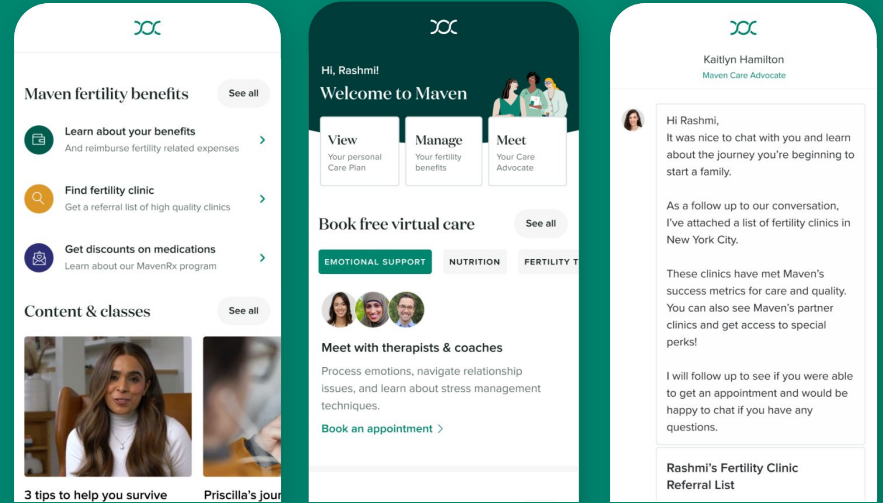 Maven fertility benefits
See all
Learn about your benefits
And reimburse fertility related expenses
Find fertility clinic
Get a referral list of high quality clinics
Get discounts on medications
Learn about our MavenRx program
Content & classes
See all
3 tips to help you survive
Priscilla's jour
Hi, Rashmi!
Welcome to Maven
View
Your personal
Care Plan
Manage
Your fertility
benefits
Meet
Your Care
Advocate
Book free virtual care
See all
EMOTIONAL SUPPORT
NUTRITION
FERTILITY T
Meet with therapists & coaches
Process emotions, navigate relationship
issues, and learn about stress management
techniques.
Book an appointment
Kaitlyn Hamilton
Maven Care Advocate
Hi Rashmi,
It was nice to chat with you and learn
about the journey you're beginning to
start a family.
As a follow up to our conversation,
I've attached a list of fertility clinics in
New York City.
These clinics have met Maven's
success metrics for care and quality.
You can also see Maven's partner
clinics and get access to special
perks!
I will follow up to see if you were able
to get an appointment and would be
happy to chat if you have any
questions.
Rashmi's Fertility Clinic
Referral List